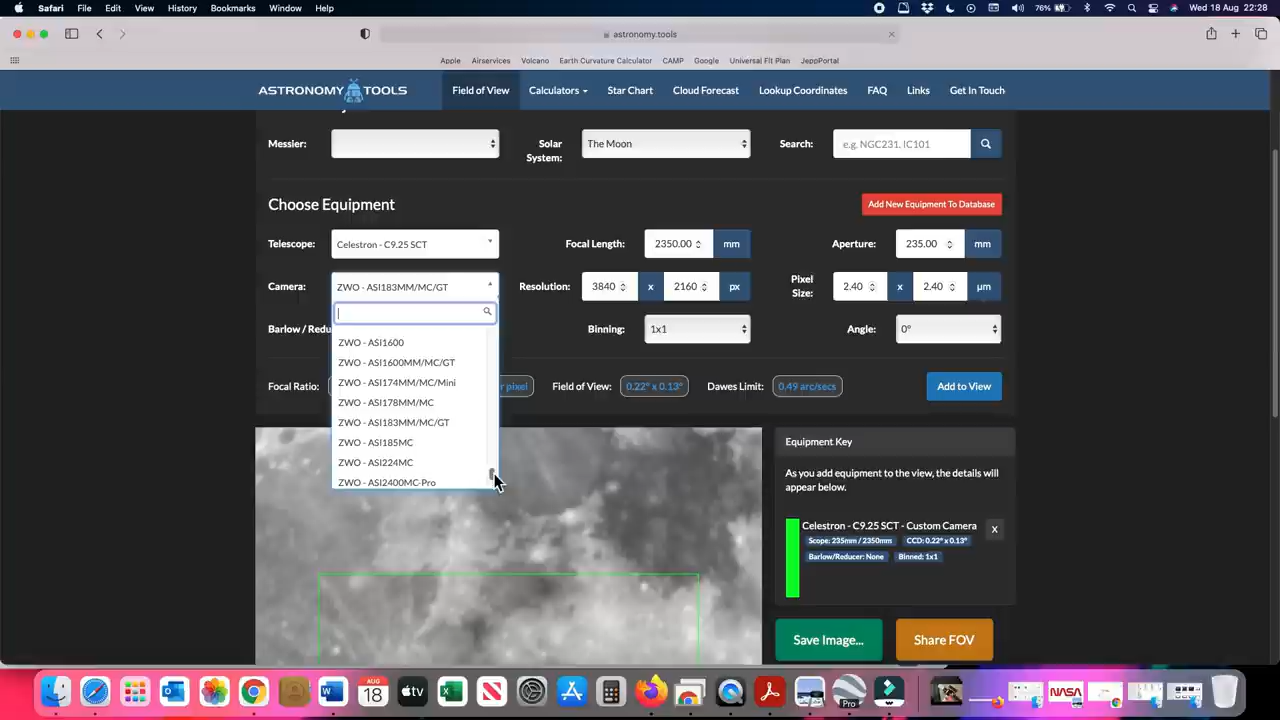 Safari File Edit View History Bookmarks Window Help 76% Wed 18 Aug 22:28
astronomy.tools
Apple Airservices Volcano Earth Curvature Calculator CAMP Google Universal Flt Plan JeppPortal
ASTRONOMY TOOLS Field of View Calculators Star Chart Cloud Forecast Lookup Coordinates FAQ Links Get In Touch
Messier: Solar System: The Moon Search: e.g. NGC231, IC101
Choose Equipment Add New Equipment To Database
Telescope: Celestron - C9.25 SCT Focal Length: 2350.00 mm Aperture: 235.00 mm
Camera: ZWO - ASI183MM/MC/GT Resolution: 3840 x 2160 px Pixel Size: 2.40 x 2.40 µm
Barlow / Redu Binning: 1x1 Angle: 0°
Focal Ratio: r pixel Field of View: 0.22° x 0.13° Dawes Limit: 0.49 arc/secs Add to View
ZWO - ASI1600
ZWO - ASI1600MM/MC/GT
ZWO - ASI174MM/MC/Mini
ZWO - ASI178MM/MC
ZWO - ASI183MM/MC/GT
ZWO - ASI185MC
ZWO - ASI224MC
ZWO - ASI2400MC-Pro
Equipment Key
As you add equipment to the view, the details will
appear below.
Celestron - C9.25 SCT - Custom Camera X
Scope: 235mm / 2350mm CCD: 0.22° x 0.13°
Barlow/Reducer: None Binned: 1x1
Save Image... Share FOV
AUG
18
tv
Pro
NASA